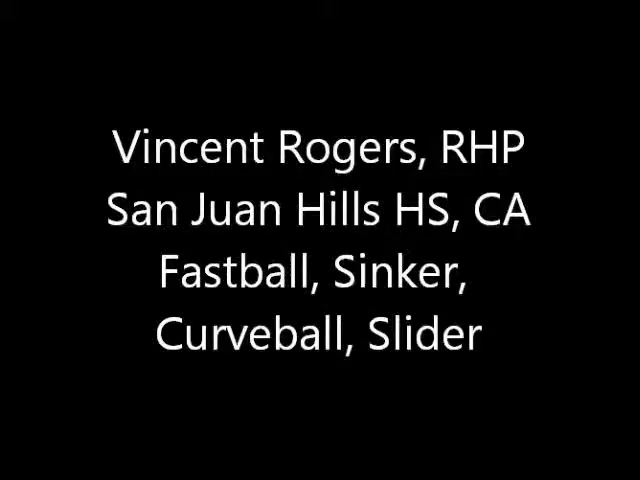 Vincent Rogers, RHP
San Juan Hills HS, CA
Fastball, Sinker,
Curveball, Slider